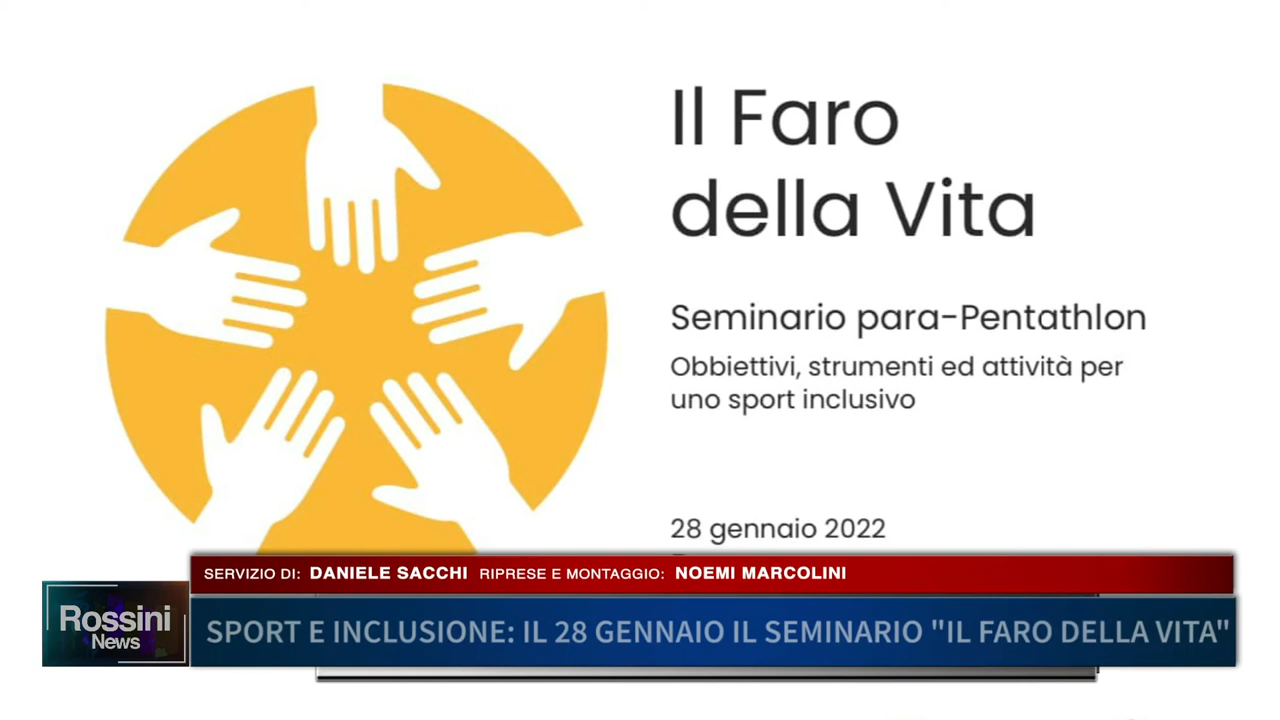 Il Faro
della Vita
Seminario para-Pentathlon
Obbiettivi, strumenti ed attività per
uno sport inclusivo
28 gennaio 2022
SERVIZIO DI: DANIELE SACCHI RIPRESE E MONTAGGIO: NOEMI MARCOLINI
Rossini
News
SPORT E INCLUSIONE: IL 28 GENNAIO IL SEMINARIO "IL FARO DELLA VITA"